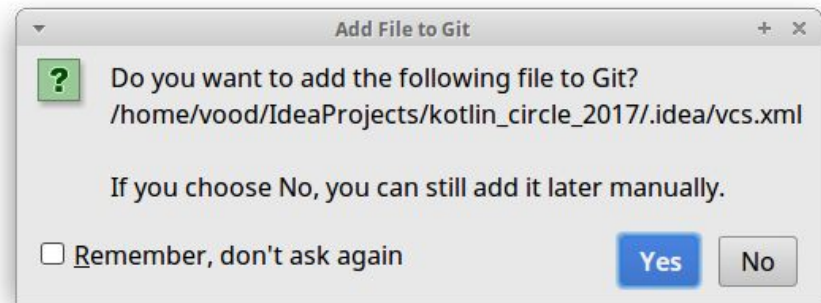 Add File to Git
Do you want to add the following file to Git?
/home/vood/IdeaProjects/kotlin_circle_2017/.idea/vcs.xml
If you choose No, you can still add it later manually.
Remember, don't ask again
Yes
No